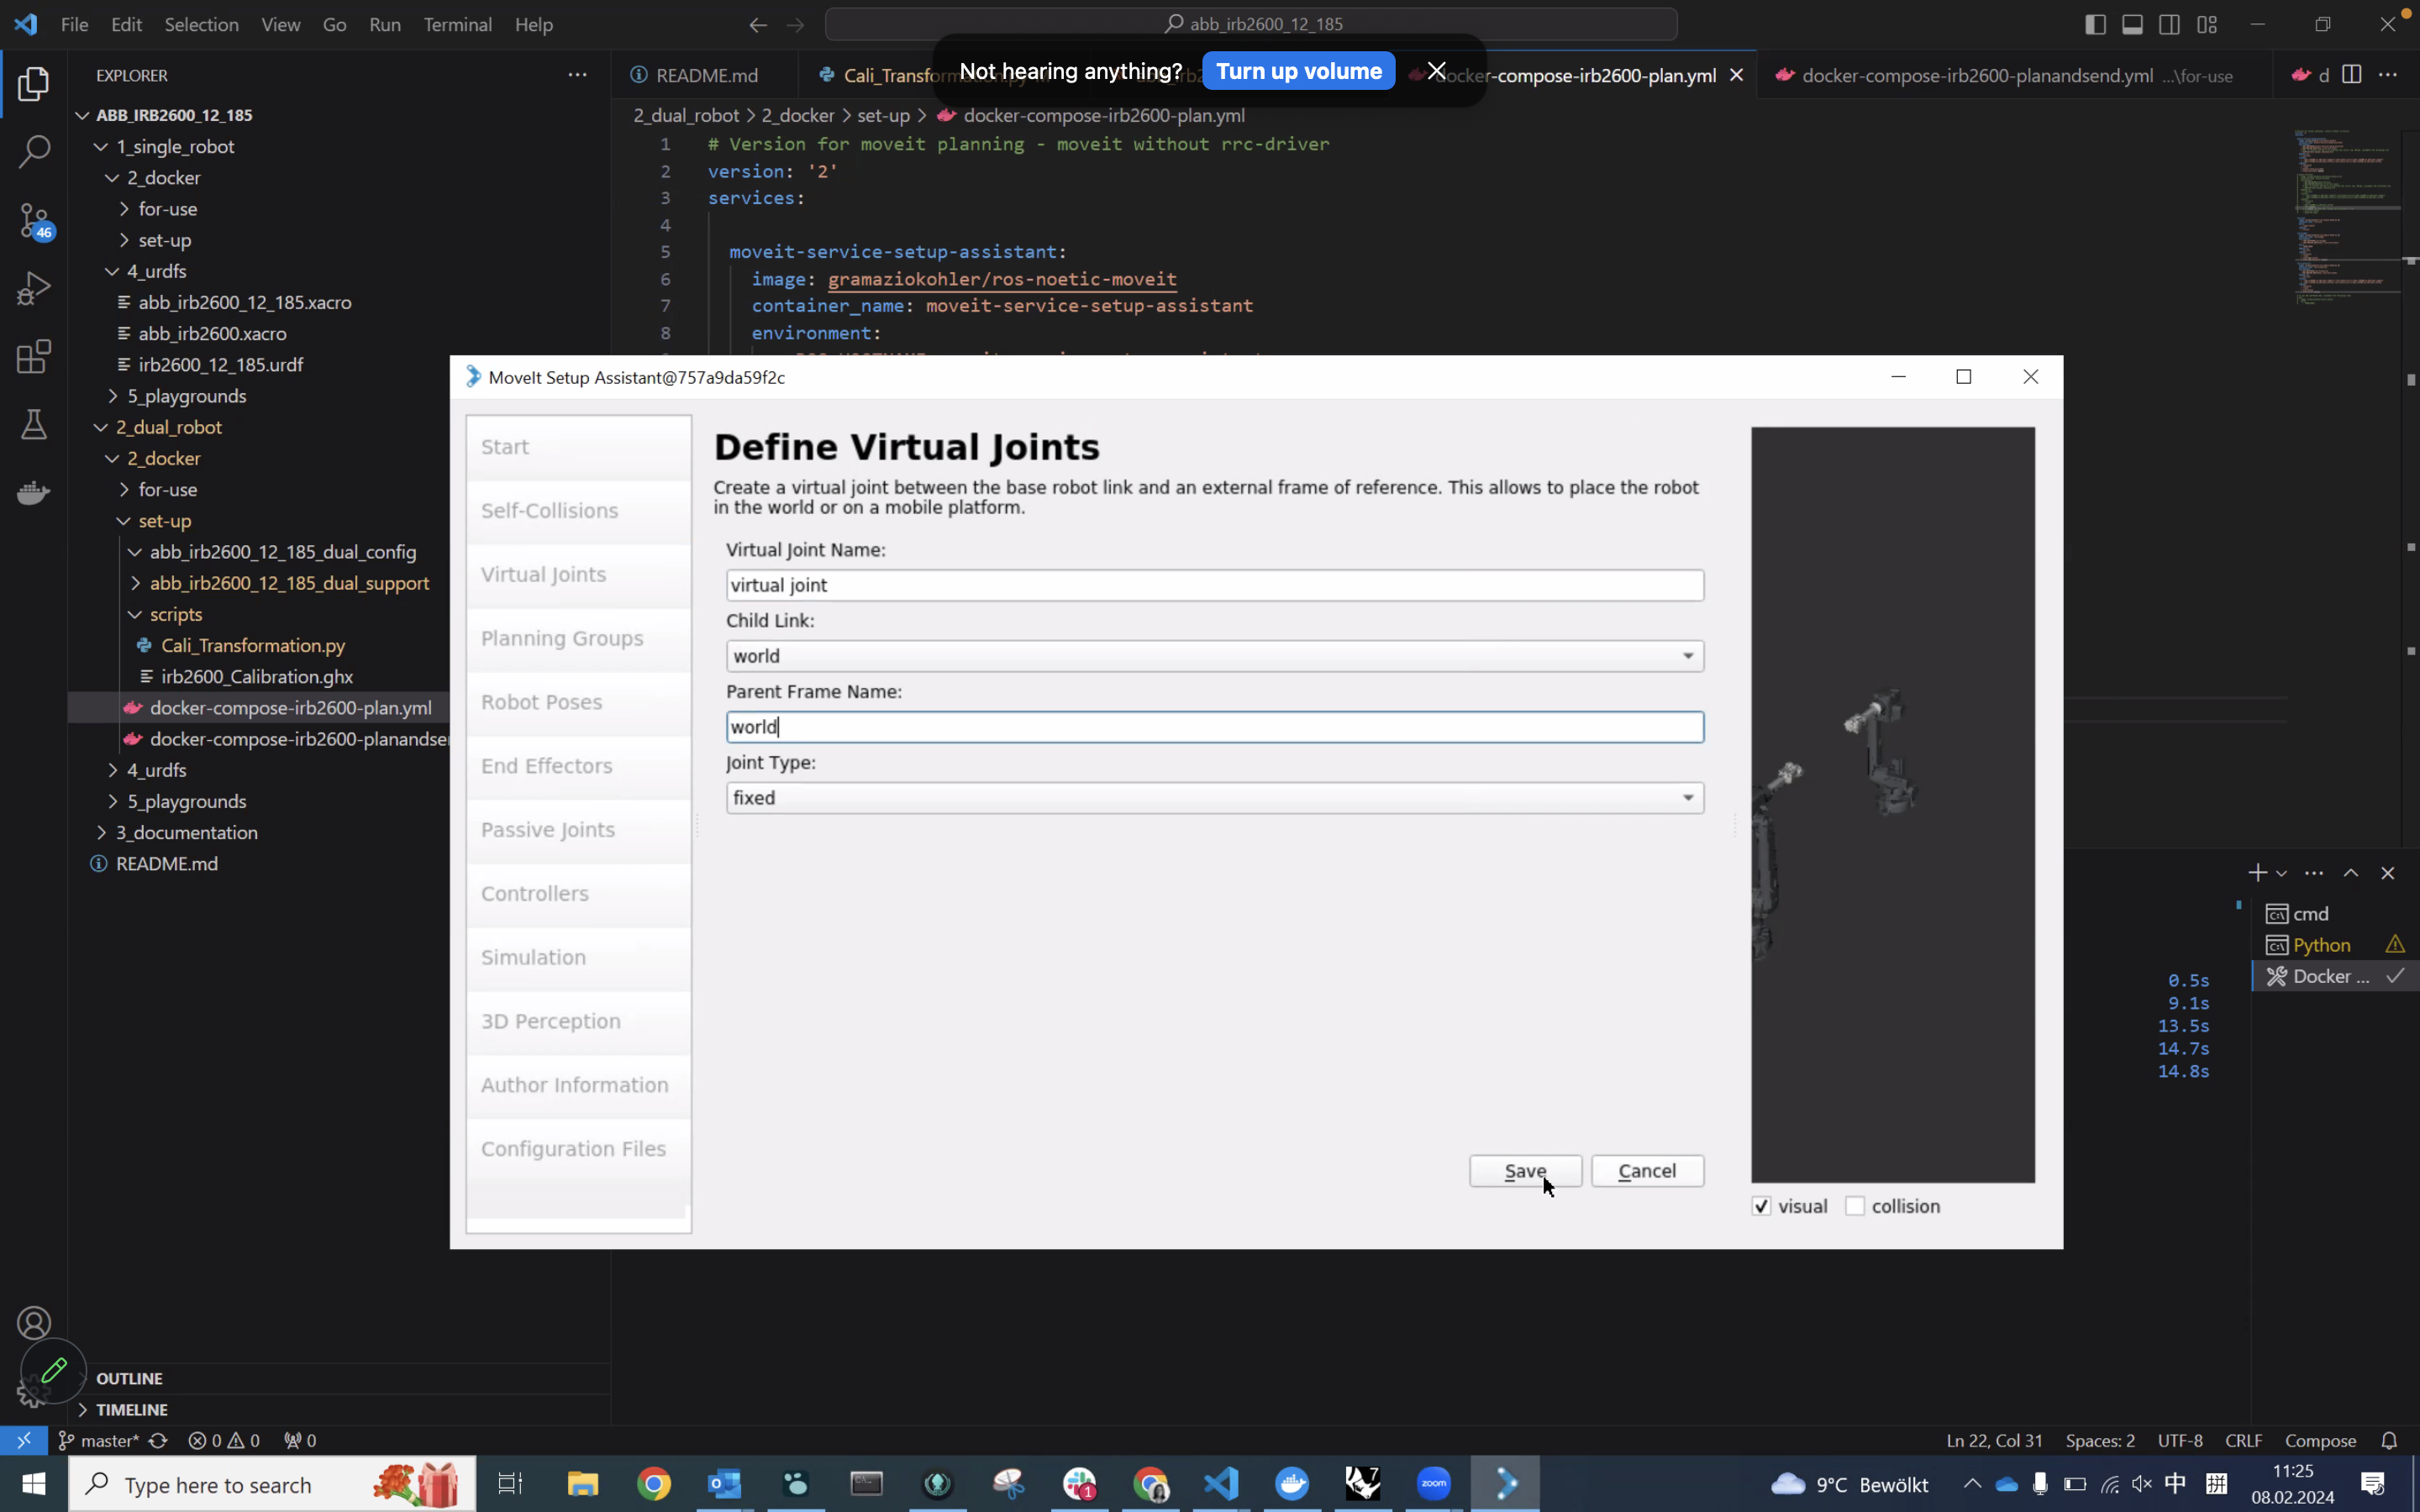 File Edit Selection View Go Run Terminal Help
abb_irb2600_12_185
Not hearing anything? Turn up volume
EXPLORER
README.md
docker-compose-irb2600-plan.yml
docker-compose-irb2600-planandsend.yml ...\for-use
d
2_dual_robot > 2_docker > set-up > docker-compose-irb2600-plan.yml
ABB_IRB2600_12_185
1_single_robot
2_docker
for-use
set-up
4_urdfs
abb_irb2600_12_185.xacro
abb_irb2600.xacro
irb2600_12_185.urdf
5_playgrounds
2_dual_robot
2_docker
for-use
set-up
abb_irb2600_12_185_dual_config
abb_irb2600_12_185_dual_support
scripts
Cali_Transformation.py
irb2600_Calibration.ghx
docker-compose-irb2600-plan.yml
docker-compose-irb2600-planandse
4_urdfs
5_playgrounds
3_documentation
README.md
OUTLINE
TIMELINE
46
1 # Version for moveit planning - moveit without rrc-driver
2 version: '2'
3 services:
4
5 moveit-service-setup-assistant:
6 image: gramaziokohler/ros-noetic-moveit
7 container_name: moveit-service-setup-assistant
8 environment:
MoveIt Setup Assistant@757a9da59f2c
Start
Self-Collisions
Virtual Joints
Planning Groups
Robot Poses
End Effectors
Passive Joints
Controllers
Simulation
3D Perception
Author Information
Configuration Files
Define Virtual Joints
Create a virtual joint between the base robot link and an external frame of reference. This allows to place the robot
in the world or on a mobile platform.
Virtual Joint Name:
virtual joint
Child Link:
world
Parent Frame Name:
world
Joint Type:
fixed
Save Cancel
visual collision
cmd
Python
Docker ...
0.5s
9.1s
13.5s
14.7s
14.8s
master* 0 0 0
Ln 22, Col 31 Spaces: 2 UTF-8 CRLF Compose
Type here to search
1
7
zoom
9°C Bewölkt
中
拼
11:25
08.02.2024